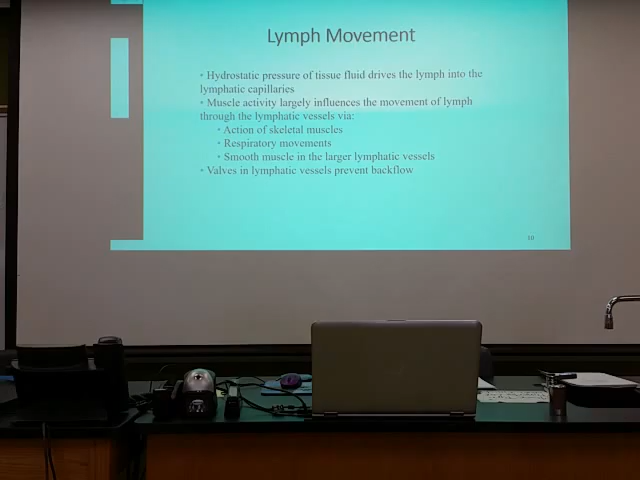 Lymph Movement
• Hydrostatic pressure of tissue fluid drives the lymph into the
lymphatic capillaries
• Muscle activity largely influences the movement of lymph
through the lymphatic vessels via:
• Action of skeletal muscles
• Respiratory movements
• Smooth muscle in the larger lymphatic vessels
• Valves in lymphatic vessels prevent backflow
10